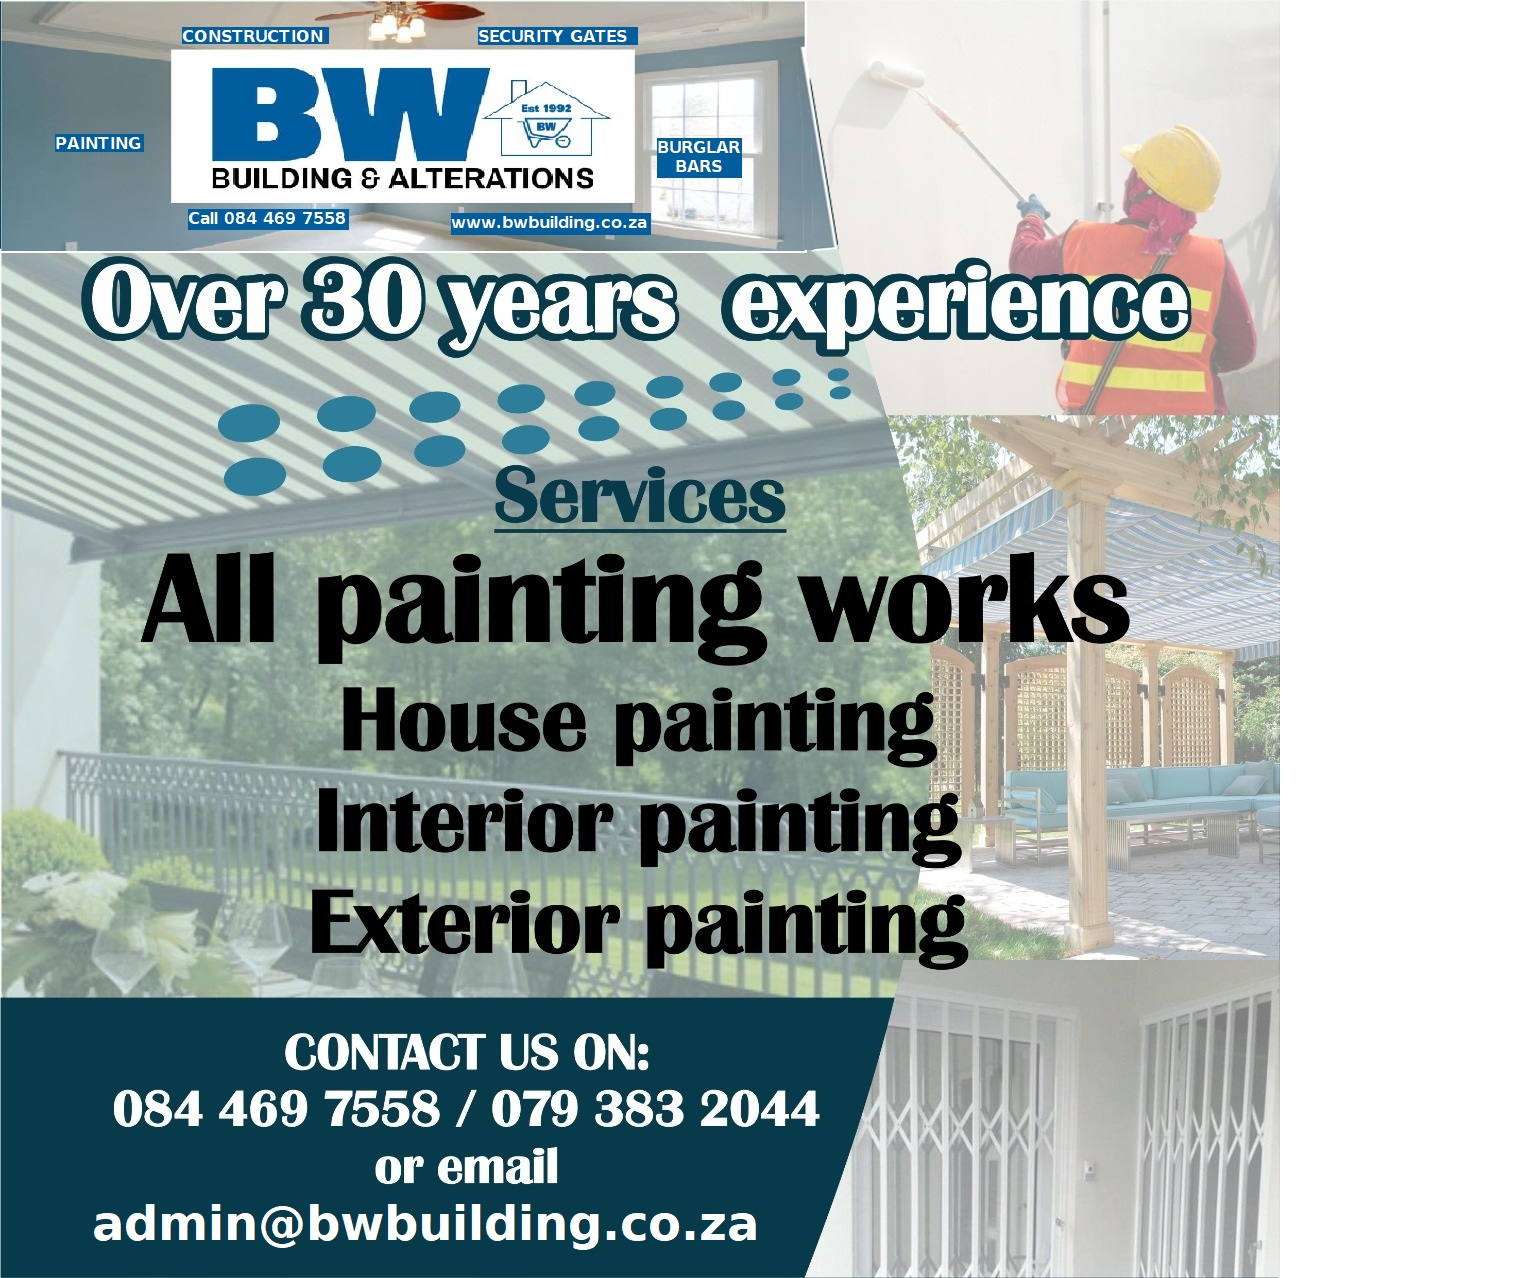 CONSTRUCTION
SECURITY GATES
PAINTING
BW
Est 1992
BW
BURGLAR
BARS
BUILDING & ALTERATIONS
Call 084 469 7558
www.bwbuilding.co.za
Over 30 years experience
Services
All painting works
House painting
Interior painting
Exterior painting
CONTACT US ON:
084 469 7558 / 079 383 2044
or email
admin@bwbuilding.co.za